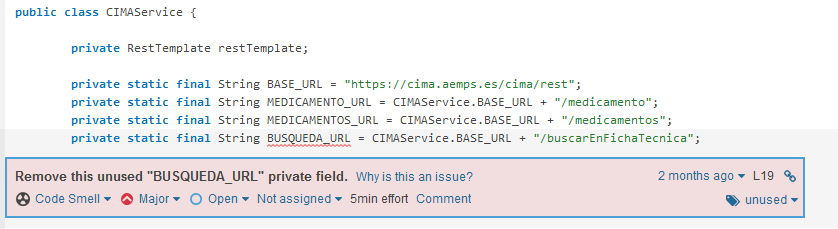 public class CIMAService {
private RestTemplate restTemplate;
private static final String BASE_URL = "https://cima.aemps.es/cima/rest";
private static final String MEDICAMENTO_URL = CIMAService.BASE_URL + "/medicamento";
private static final String MEDICAMENTOS_URL = CIMAService.BASE_URL + "/medicamentos";
private static final String BUSQUEDA_URL = CIMAService.BASE_URL + "/buscarEnFichaTecnica";
Remove this unused "BUSQUEDA_URL" private field. Why is this an issue? 2 months ago L19
Code Smell Major Open Not assigned 5min effort Comment unused